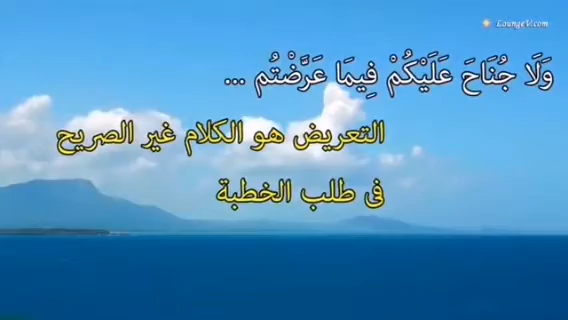 LoungeV.com
وَلَا جُنَاحَ عَلَيْكُمْ فِيمَا عَرَّضْتُم ...
التعريض هو الكلام غير الصريح
فى طلب الخطبة